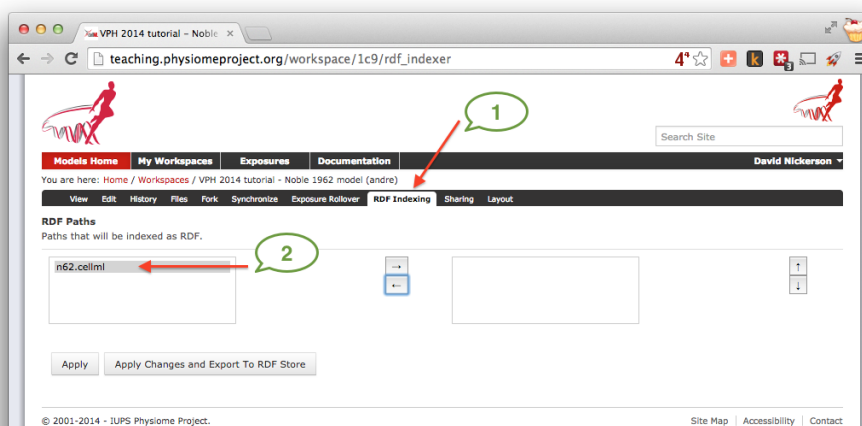 VPH 2014 tutorial - Noble ×
teaching.physiomeproject.org/workspace/1c9/rdf_indexer
4
k
3
1
Search Site
Models Home My Workspaces Exposures Documentation David Nickerson
You are here: Home / Workspaces / VPH 2014 tutorial - Noble 1962 model (andre)
View Edit History Files Fork Synchronize Exposure Rollover RDF Indexing Sharing Layout
RDF Paths
Paths that will be indexed as RDF.
2
n62.cellml → ↑
← ↓
Apply Apply Changes and Export To RDF Store
© 2001-2014 - IUPS Physiome Project. Site Map | Accessibility | Contact